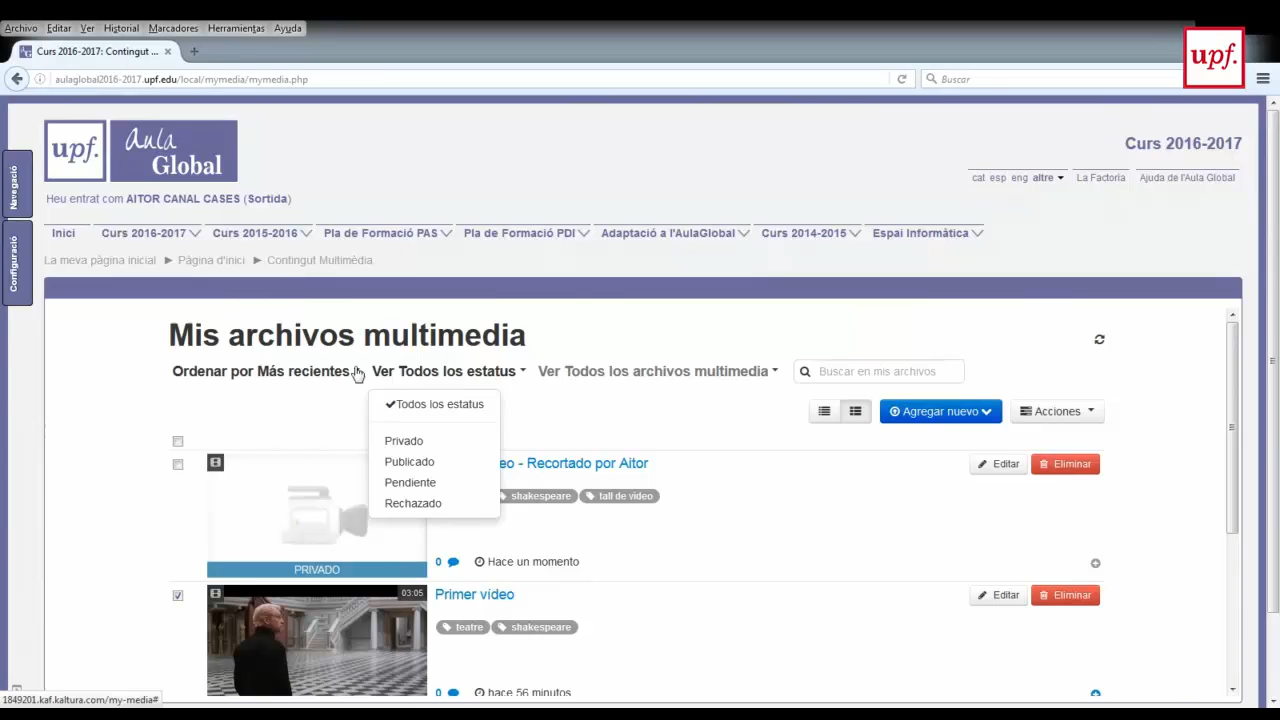 Archivo Editar Ver Historial Marcadores Herramientas Ayuda
upf.
Curs 2016-2017: Contingut ...
aulaglobal2016-2017.upf.edu/local/mymedia/mymedia.php
Buscar
upf. Aula Global
Curs 2016-2017
cat esp eng altre La Factoria Ajuda de l'Aula Global
Navegació
Configuració
Heu entrat com AITOR CANAL CASES (Sortida)
Inici Curs 2016-2017 Curs 2015-2016 Pla de Formació PAS Pla de Formació PDI Adaptació a l'AulaGlobal Curs 2014-2015 Espai Informàtica
La meva pàgina inicial ► Pàgina d'inici ► Contingut Multimèdia
Mis archivos multimedia
Ordenar por Más recientes Ver Todos los estatus Ver Todos los archivos multimedia Buscar en mis archivos
Todos los estatus
Privado
Publicado
Pendiente
Rechazado
Agregar nuevo Acciones
eo - Recortado por Aitor Editar Eliminar
shakespeare tall de video
PRIVADO
0 Hace un momento
03:05
Primer vídeo Editar Eliminar
teatre shakespeare
0 hace 56 minutos
1849201.kaf.kaltura.com/my-media#